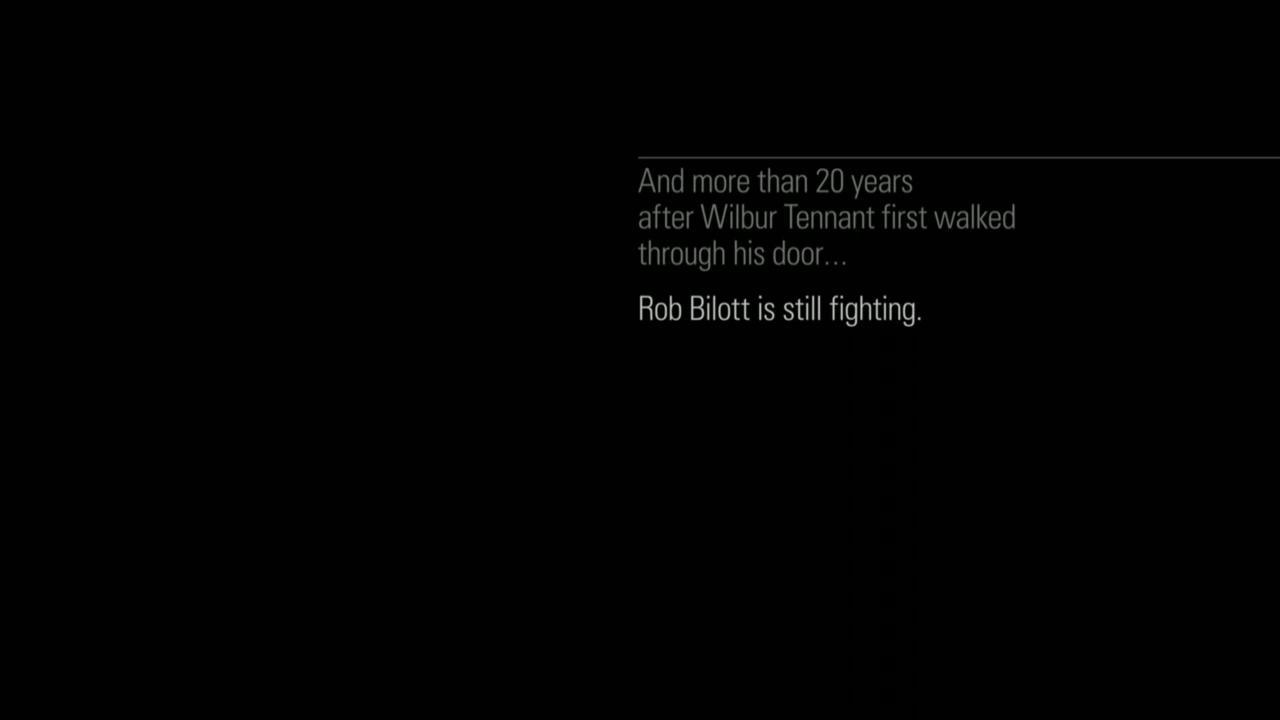 And more than 20 years
after Wilbur Tennant first walked
through his door...
Rob Bilott is still fighting.